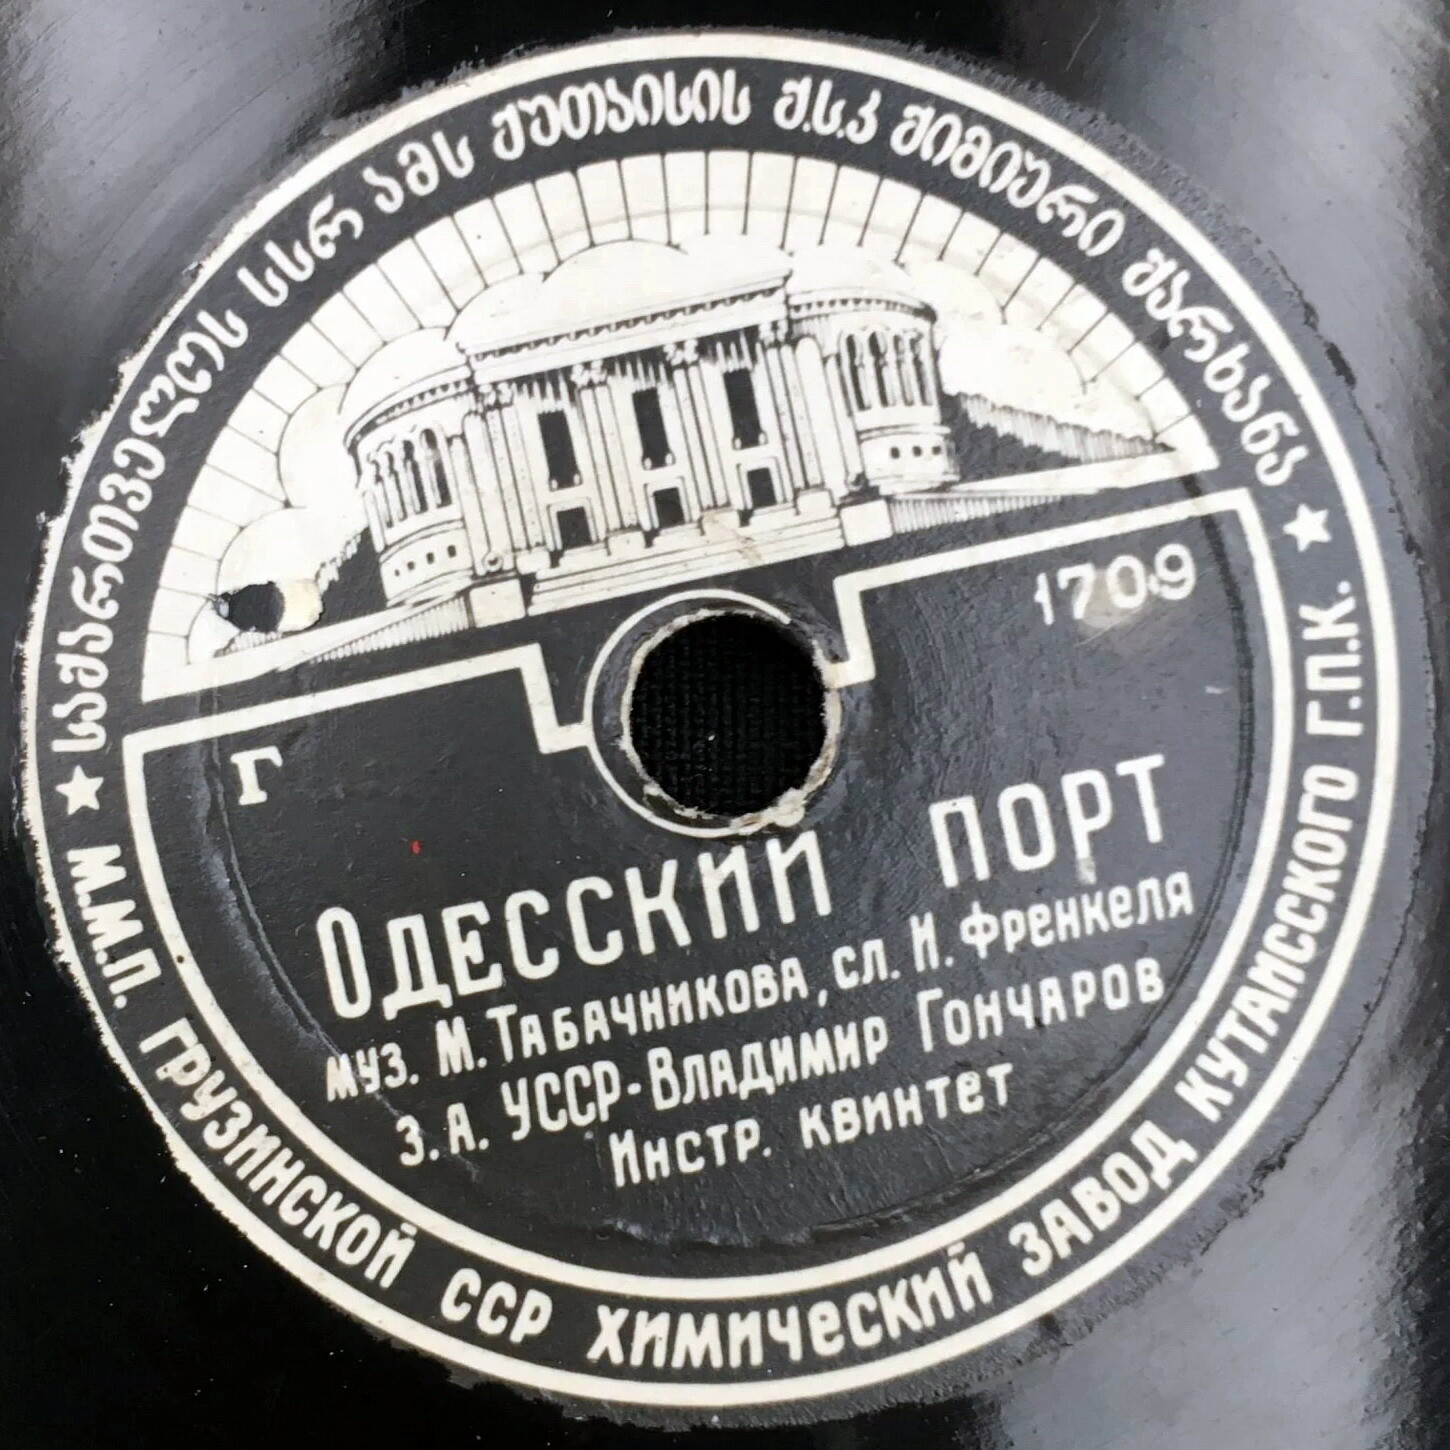 საქართველოს სსრ ამს ქუთაისის ქ.ს.კ ქიმიური ქარხანა
1709
Г
ОДЕССКИЙ ПОРТ
муз. М. Табачникова, сл. И. Френкеля
З.А. УССР-Владимир Гончаров
Инстр. квинтет
М.М.П. ГРУЗИНСКОЙ ССР ХИМИЧЕСКИЙ ЗАВОД КУТАИССКОГО Г.П.К.